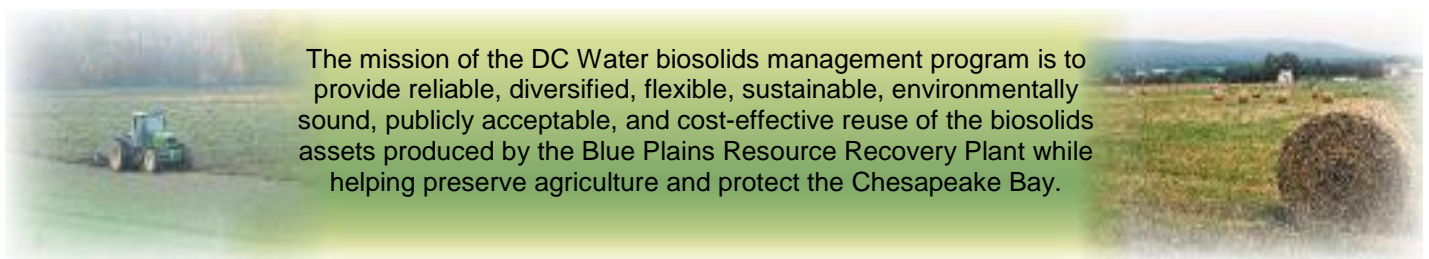 The mission of the DC Water biosolids management program is to
provide reliable, diversified, flexible, sustainable, environmentally
sound, publicly acceptable, and cost-effective reuse of the biosolids
assets produced by the Blue Plains Resource Recovery Plant while
helping preserve agriculture and protect the Chesapeake Bay.